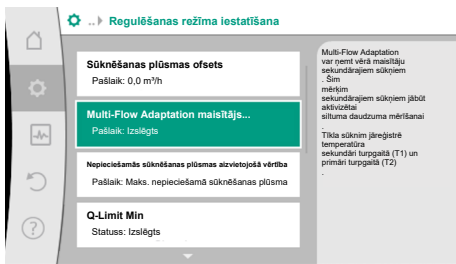 ..▸ Regulēšanas režīma iestatīšana
Sūknēšanas plūsmas ofsets
Pašlaik: 0,0 m³/h
Multi-Flow Adaptation maisītājs...
Pašlaik: Izslēgts
Nepieciešamās sūknēšanas plūsmas aizvietojošā vērtība
Pašlaik: Maks. nepieciešamā sūknēšanas plūsma
Q-Limit Min
Statuss: Izslēgts
Multi-Flow Adaptation
var ņemt vērā maisītāju
sekundārajiem sūkņiem
. Šim
mērķim
sekundārajiem sūkņiem jābūt
aktivizētai
siltuma daudzuma mērīšanai
.
Tīkla sūknim jāreģistrē
temperatūra
sekundāri turpgaitā (T1) un
primāri turpgaitā (T2)
.